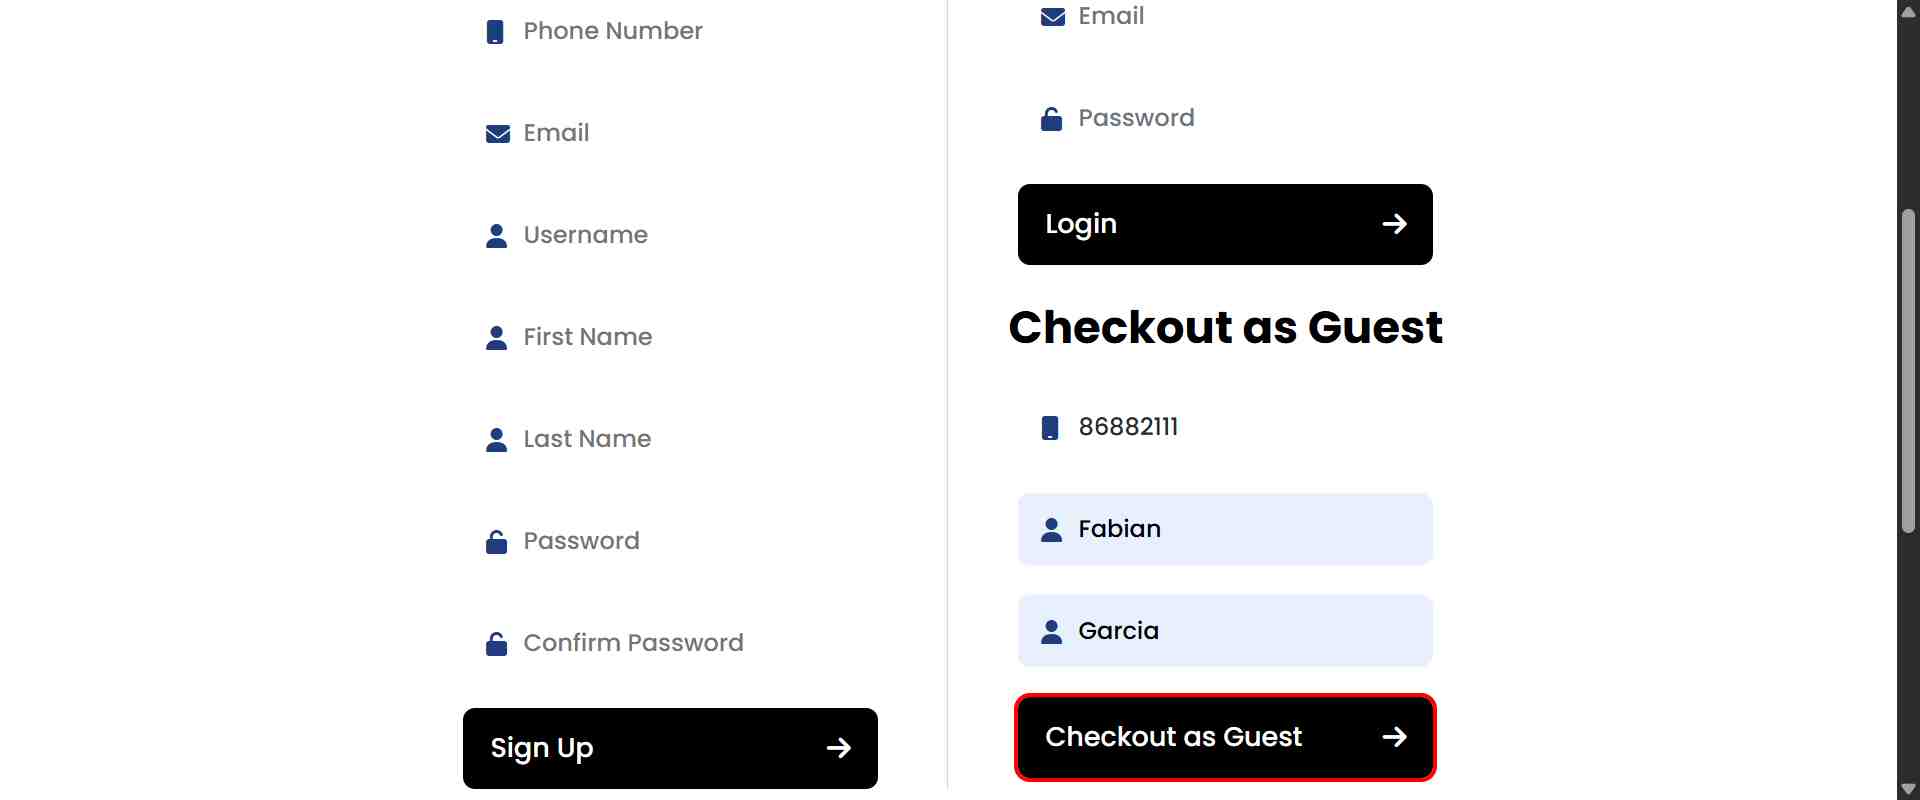 Phone Number
Email
Username
First Name
Last Name
Password
Confirm Password
Sign Up
Email
Password
Login
Checkout as Guest
86882111
Fabian
Garcia
Checkout as Guest